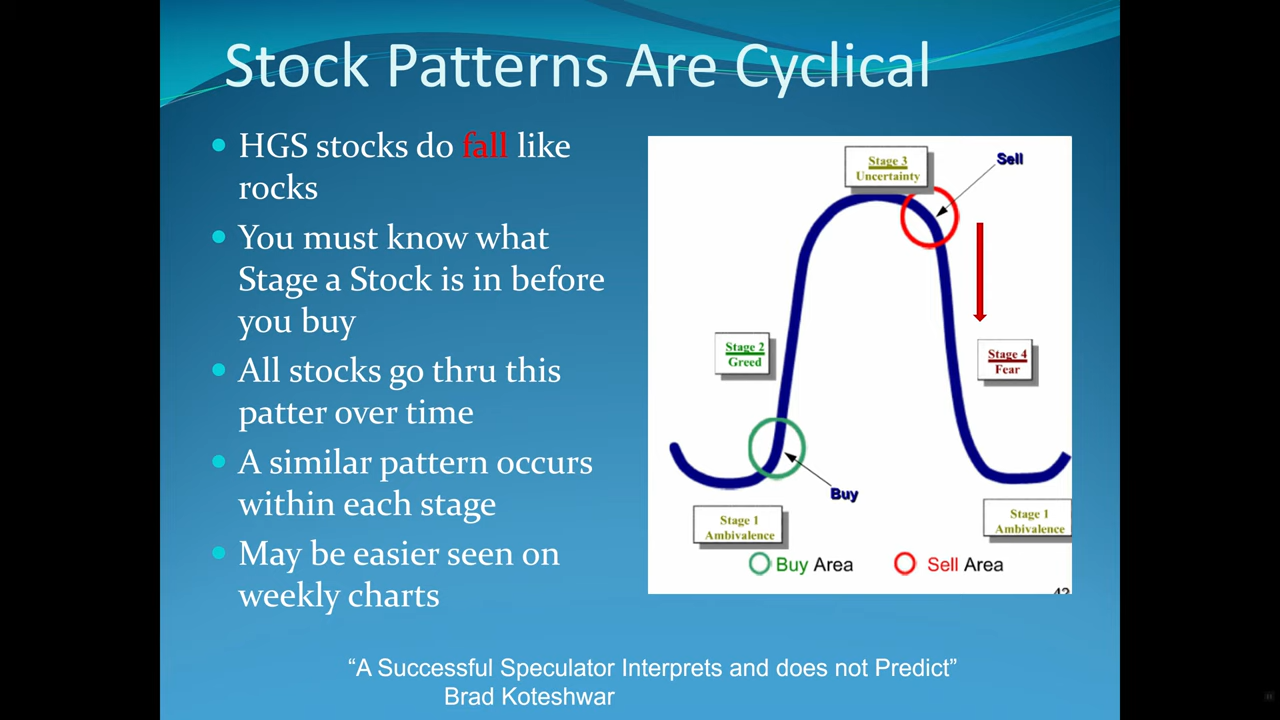 Stock Patterns Are Cyclical
HGS stocks do fall like
rocks
You must know what
Stage a Stock is in before
you buy
All stocks go thru this
patter over time
A similar pattern occurs
within each stage
May be easier seen on
weekly charts
Stage 3
Uncertainty
Sell
Stage 2
Greed
Stage 4
Fear
Buy
Stage 1
Ambivalence
Stage 1
Ambivalence
Buy Area
Sell Area
42
“A Successful Speculator Interprets and does not Predict”
Brad Koteshwar